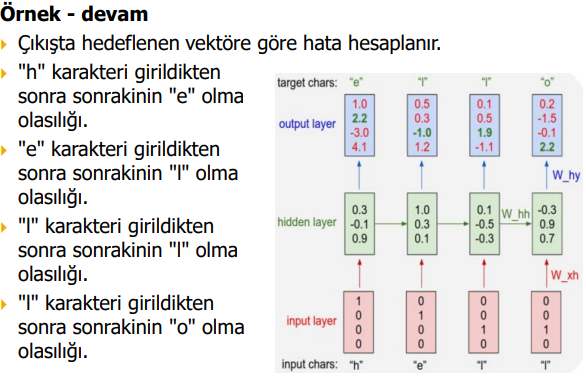 Örnek - devam
Çıkışta hedeflenen vektöre göre hata hesaplanır.
"h" karakteri girildikten
sonra sonrakinin "e" olma
olasılığı.
"e" karakteri girildikten
sonra sonrakinin "l" olma
olasılığı.
"l" karakteri girildikten
sonra sonrakinin "l" olma
olasılığı.
"l" karakteri girildikten
sonra sonrakinin "o" olma
olasılığı.
target chars: "e" "l" "l" "o"
output layer
1.0 0.5 0.1 0.2
2.2 0.3 0.5 -1.5
-3.0 -1.0 1.9 -0.1
4.1 1.2 -1.1 2.2
W_hy
hidden layer
0.3 1.0 0.1 -0.3
-0.1 0.3 -0.5 0.9
0.9 0.1 -0.3 0.7
W_hh
W_xh
input layer
1 0 0 0
0 1 0 0
0 0 1 1
0 0 0 0
input chars: "h" "e" "l" "l"